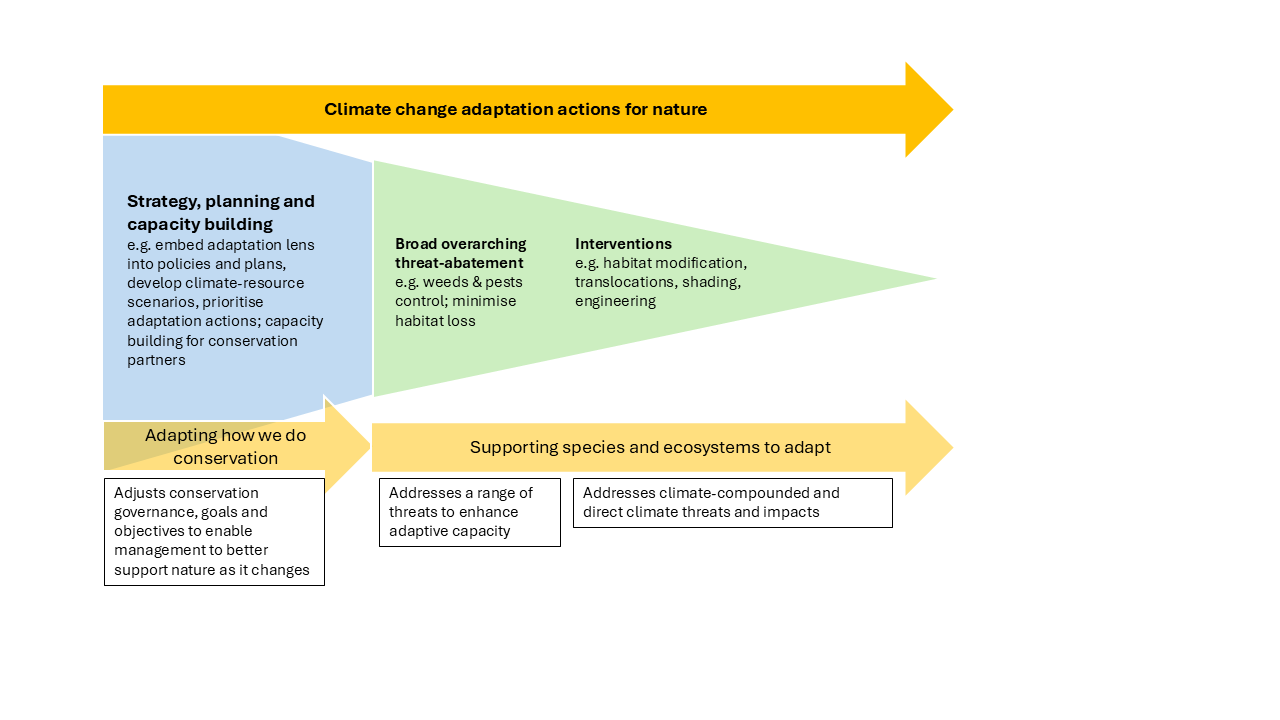 Climate change adaptation actions for nature
Strategy, planning and
capacity building
e.g. embed adaptation lens
into policies and plans,
develop climate-resource
scenarios, prioritise
adaptation actions; capacity
building for conservation
partners
Broad overarching
threat-abatement
e.g. weeds & pests
control; minimise
habitat loss
Interventions
e.g. habitat modification,
translocations, shading,
engineering
Adapting how we do
conservation
Supporting species and ecosystems to adapt
Adjusts conservation
governance, goals and
objectives to enable
management to better
support nature as it changes
Addresses a range of
threats to enhance
adaptive capacity
Addresses climate-compounded and
direct climate threats and impacts